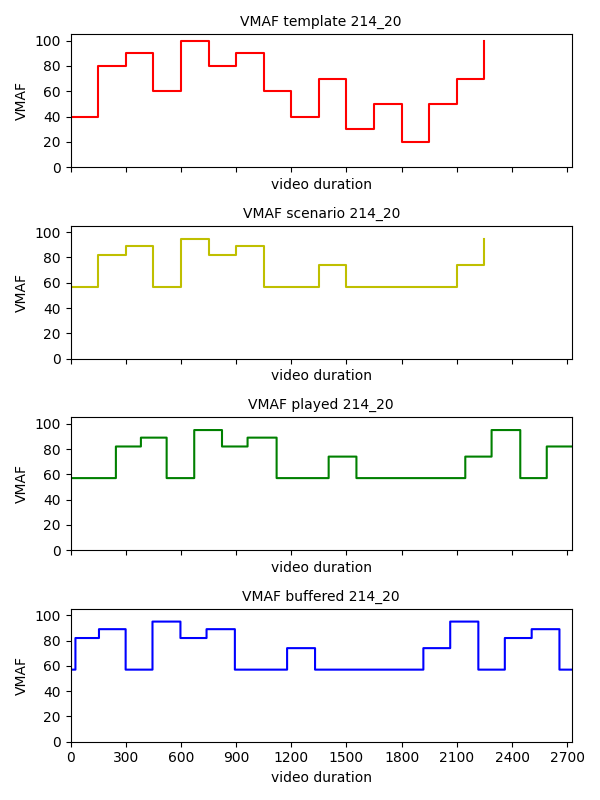 VMAF template 214_20
100
80
60
40
20
0
VMAF
video duration
VMAF scenario 214_20
100
80
60
40
20
0
VMAF
video duration
VMAF played 214_20
100
80
60
40
20
0
VMAF
video duration
VMAF buffered 214_20
100
80
60
40
20
0
VMAF
0 300 600 900 1200 1500 1800 2100 2400 2700
video duration